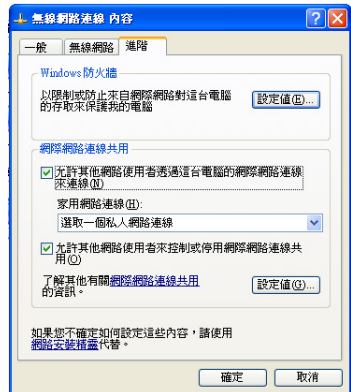 無線網路連線 內容
一般
無線網路
進階
Windows 防火牆
以限制或防止來自網際網路對這台電腦
的存取來保護我的電腦
設定值(E)...
網際網路連線共用
允許其他網路使用者透過這台電腦的網際網路連線
來連線(N)
家用網路連線(H):
選取一個私人網路連線
允許其他網路使用者來控制或停用網際網路連線共
用(O)
了解其他有關網際網路連線共用
的資訊。
設定值(G)...
如果您不確定如何設定這些內容，請使用
網路安裝精靈代替。
確定
取消